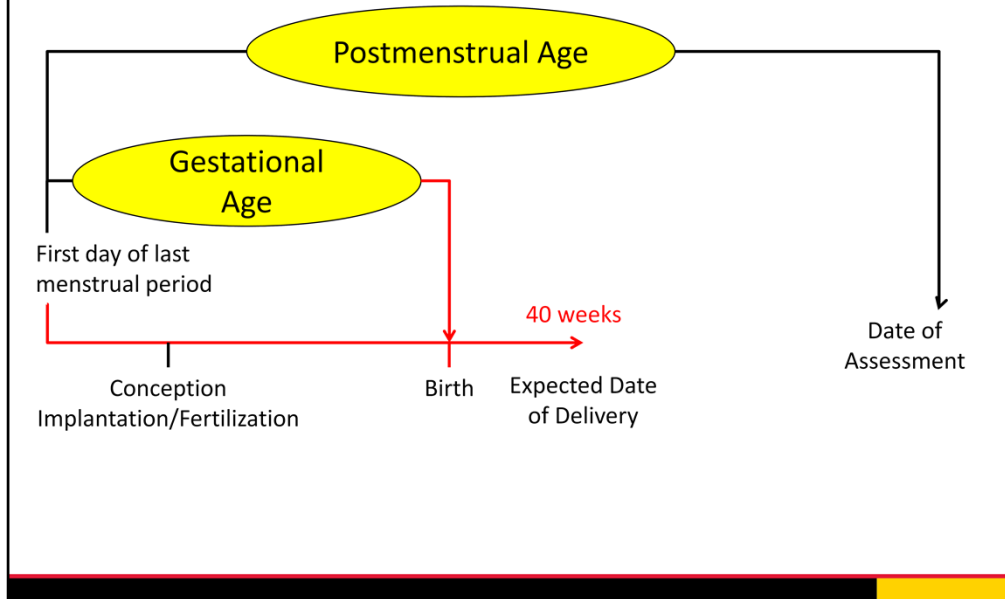 Postmenstrual Age
Gestational
Age
First day of last
menstrual period
40 weeks
Date of
Assessment
Conception
Implantation/Fertilization
Birth
Expected Date
of Delivery